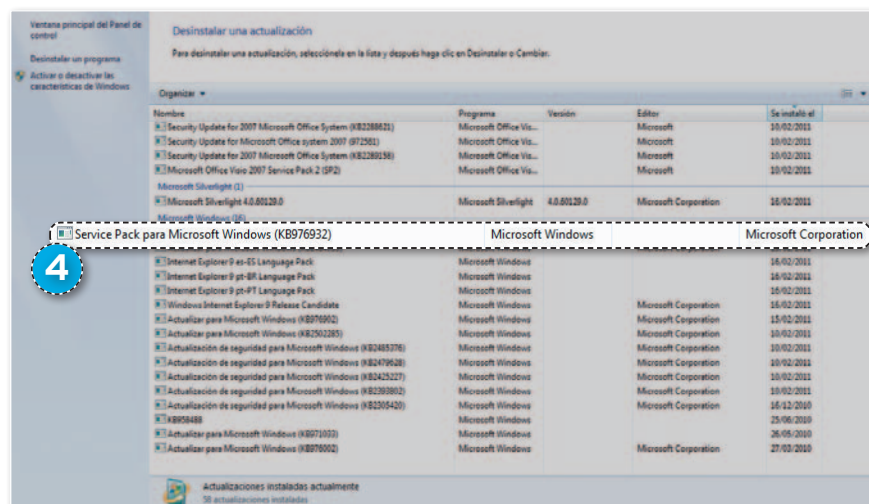 Ventana principal del Panel de
control
Desinstalar un programa
Activar o desactivar las
características de Windows
Desinstalar una actualización
Para desinstalar una actualización, selecciónela en la lista y después haga clic en Desinstalar o Cambiar.
Organizar
Nombre Programa Versión Editor Se instaló el
Security Update for 2007 Microsoft Office System (KB2288621) Microsoft Office Vis... Microsoft 10/02/2011
Security Update for Microsoft Office system 2007 (972581) Microsoft Office Vis... Microsoft 10/02/2011
Security Update for 2007 Microsoft Office System (KB2289158) Microsoft Office Vis... Microsoft 10/02/2011
Microsoft Office Visio 2007 Service Pack 2 (SP2) Microsoft Office Vis... Microsoft 10/02/2011
Microsoft Silverlight (1)
Microsoft Silverlight 4.0.60129.0 Microsoft Silverlight 4.0.60129.0 Microsoft Corporation 16/02/2011
Microsoft Windows (16)
Service Pack para Microsoft Windows (KB976932) Microsoft Windows Microsoft Corporation
4
Internet Explorer 9 es-ES Language Pack Microsoft Windows 16/02/2011
Internet Explorer 9 pt-BR Language Pack Microsoft Windows 16/02/2011
Internet Explorer 9 pt-PT Language Pack Microsoft Windows 16/02/2011
Windows Internet Explorer 9 Release Candidate Microsoft Windows Microsoft Corporation 16/02/2011
Actualizar para Microsoft Windows (KB976902) Microsoft Windows Microsoft Corporation 15/02/2011
Actualizar para Microsoft Windows (KB2502285) Microsoft Windows Microsoft Corporation 10/02/2011
Actualización de seguridad para Microsoft Windows (KB2485376) Microsoft Windows Microsoft Corporation 10/02/2011
Actualización de seguridad para Microsoft Windows (KB2479628) Microsoft Windows Microsoft Corporation 10/02/2011
Actualización de seguridad para Microsoft Windows (KB2425227) Microsoft Windows Microsoft Corporation 10/02/2011
Actualización de seguridad para Microsoft Windows (KB2393802) Microsoft Windows Microsoft Corporation 10/02/2011
Actualización de seguridad para Microsoft Windows (KB2305420) Microsoft Windows Microsoft Corporation 16/12/2010
KB958488 Microsoft Windows 25/06/2010
Actualizar para Microsoft Windows (KB971033) Microsoft Windows 26/05/2010
Actualizar para Microsoft Windows (KB976002) Microsoft Windows Microsoft Corporation 27/03/2010
Actualizaciones instaladas actualmente
58 actualizaciones instaladas